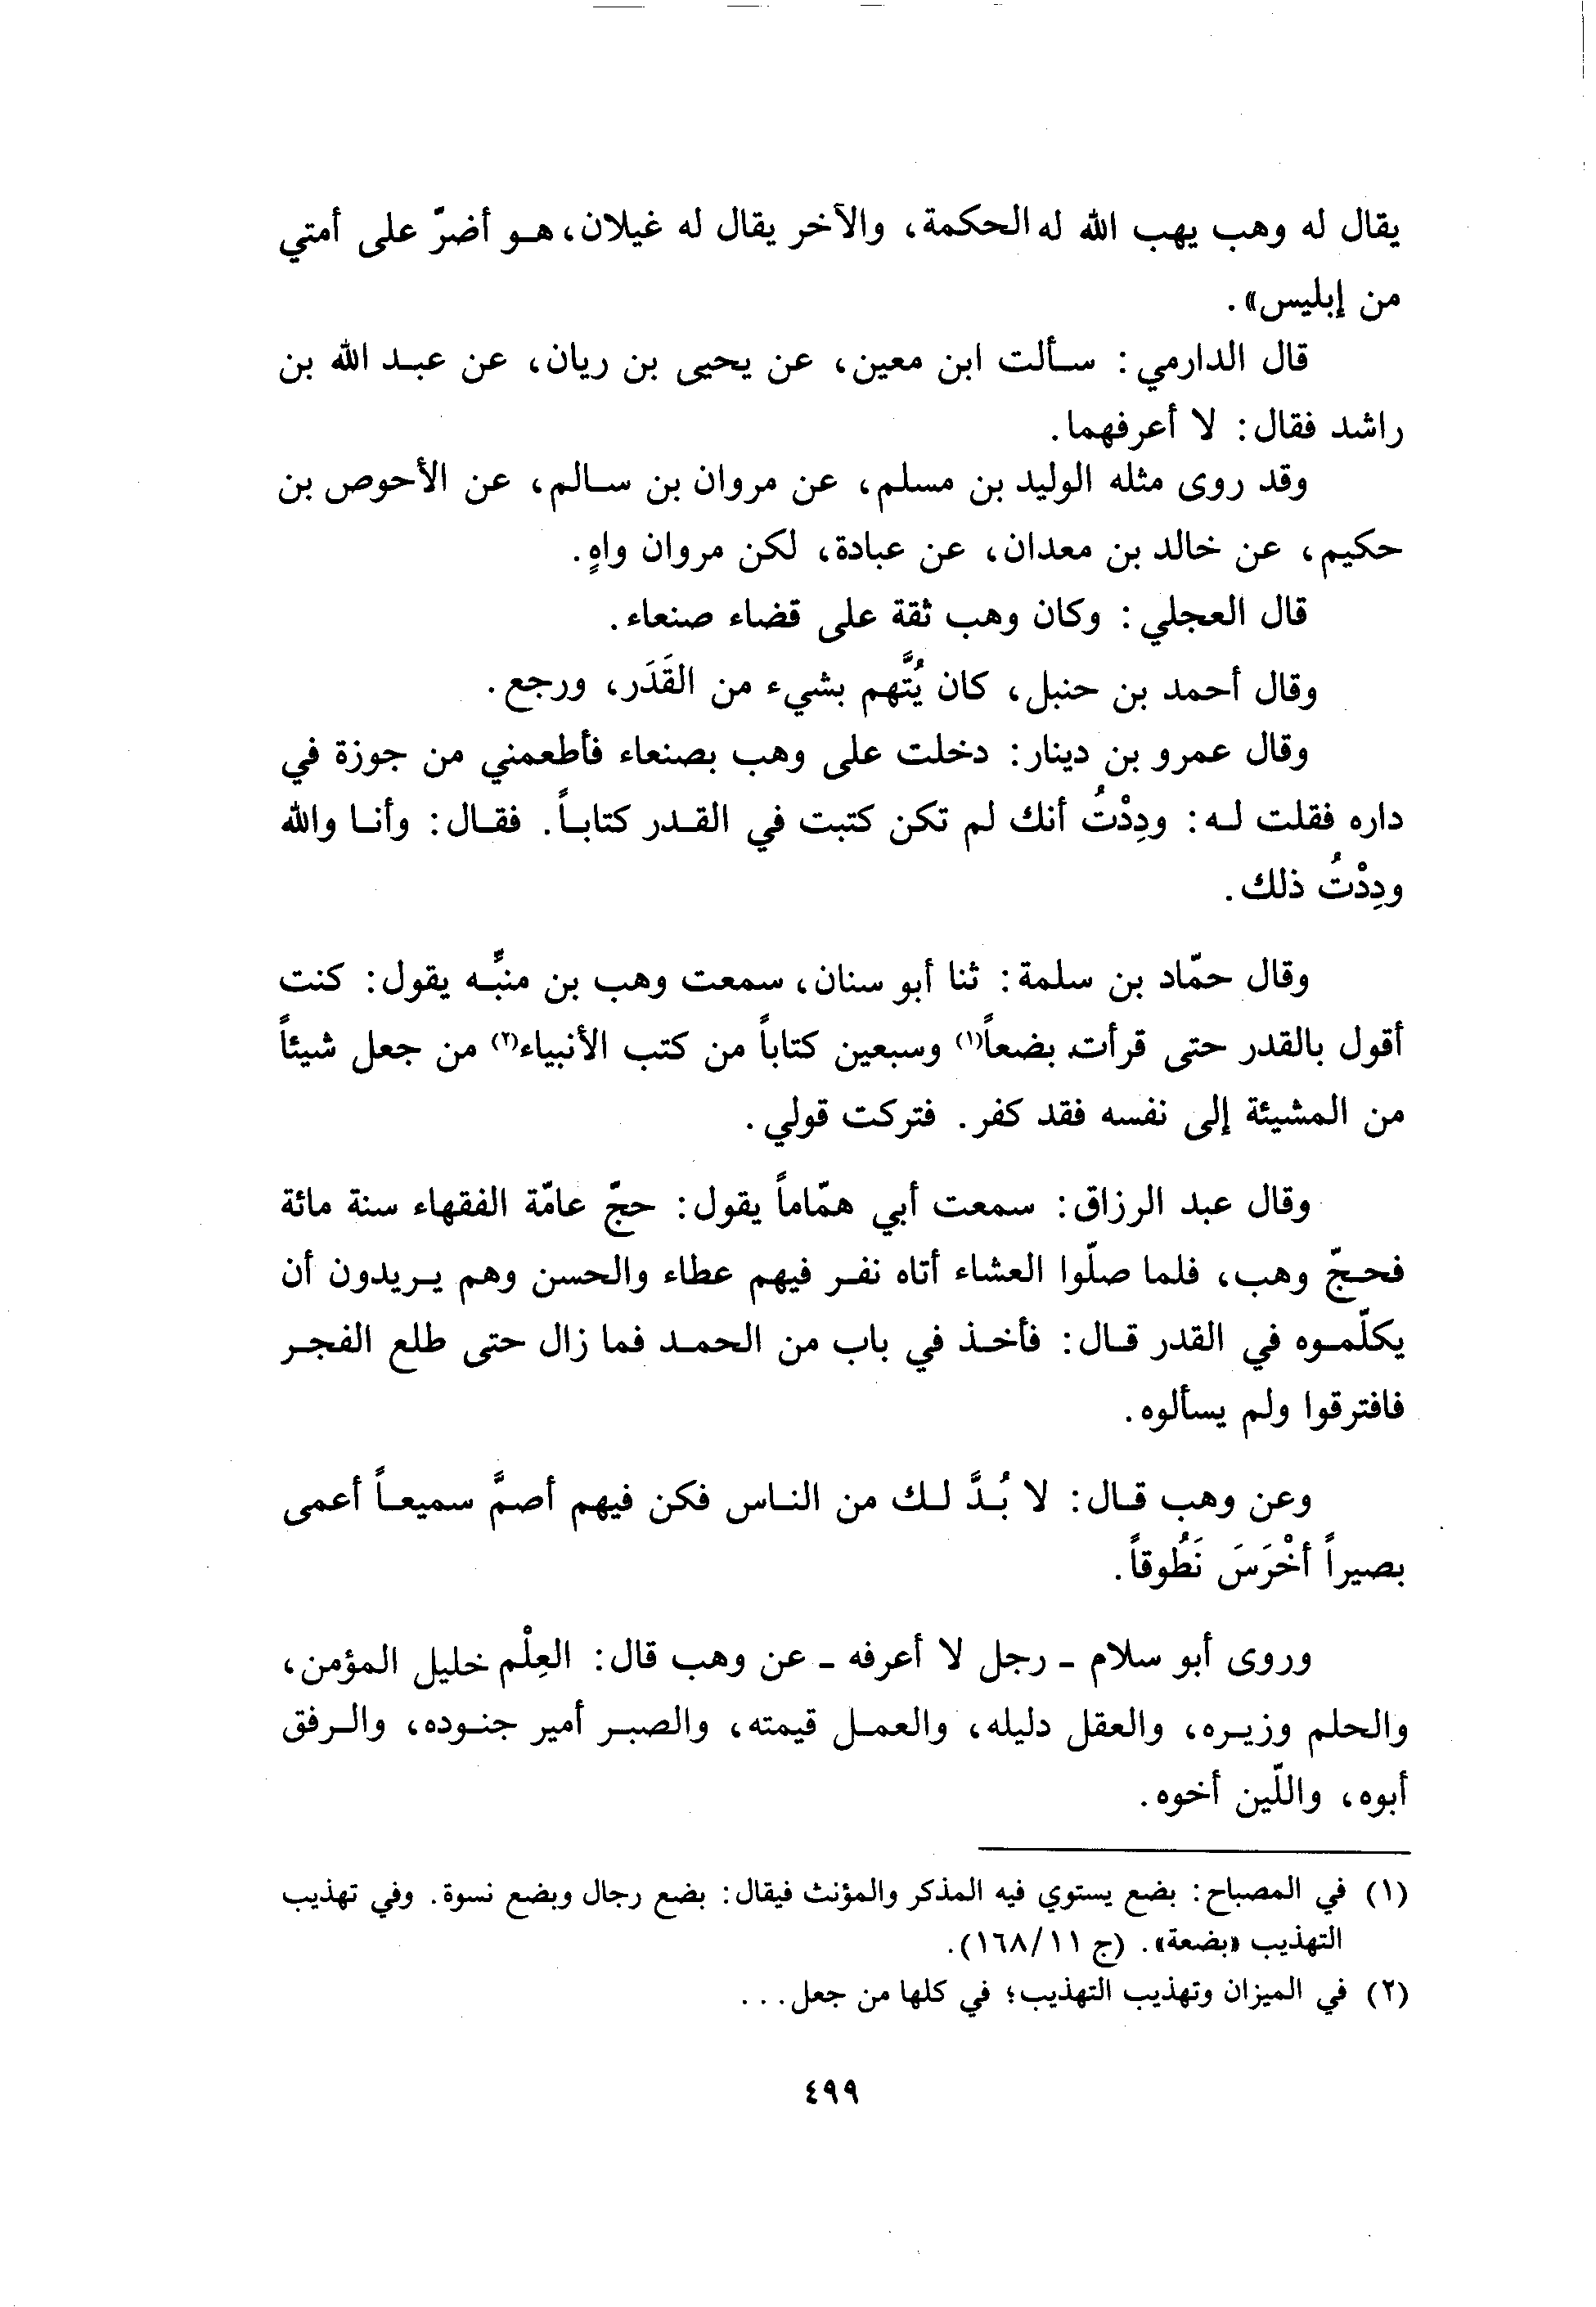 يقال له وهب يهب الله له الحكمة، والآخر يقال له غيلان، هو أضرّ على أمتي
من إبليس».
قال الدارمي: سألت ابن معين، عن يحيى بن ريان، عن عبد الله بن
راشد فقال: لا أعرفهما.
وقد روى مثله الوليد بن مسلم، عن مروان بن سالم، عن الأحوص بن
حكيم، عن خالد بن معدان، عن عبادة، لكن مروان واهٍ.
قال العجلي: وكان وهب ثقة على قضاء صنعاء.
وقال أحمد بن حنبل، كان يُتَّهم بشيء من القَدَر، ورجع.
وقال عمرو بن دينار: دخلت على وهب بصنعاء فأطعمني من جوزة في
داره فقلت له: ودِدْتُ أنك لم تكن كتبت في القدر كتاباً. فقال: وأنا والله
ودِدْتُ ذلك.
وقال حمّاد بن سلمة: ثنا أبو سنان، سمعت وهب بن منبِّه يقول: كنت
أقول بالقدر حتى قرأت بضعاً(١) وسبعين كتاباً من كتب الأنبياء(٢) من جعل شيئاً
من المشيئة إلى نفسه فقد كفر. فتركت قولي.
وقال عبد الرزاق: سمعت أبي همّاماً يقول: حجّ عامّة الفقهاء سنة مائة
فحجّ وهب، فلما صلّوا العشاء أتاه نفر فيهم عطاء والحسن وهم يريدون أن
يكلّموه في القدر قال: فأخذ في باب من الحمد فما زال حتى طلع الفجر
فافترقوا ولم يسألوه.
وعن وهب قال: لا بُدَّ لك من الناس فكن فيهم أصمَّ سميعاً أعمى
بصيراً أخْرَسَ نَطُوقاً.
وروى أبو سلام - رجل لا أعرفه - عن وهب قال: العِلْم خليل المؤمن،
والحلم وزيره، والعقل دليله، والعمل قيمته، والصبر أمير جنوده، والرفق
أبوه، واللّين أخوه.
(١) في المصباح: بضع يستوي فيه المذكر والمؤنث فيقال: بضع رجال وبضع نسوة. وفي تهذيب
التهذيب «بضعة». (ج ١١/١٦٨).
(٢) في الميزان وتهذيب التهذيب؛ في كلها من جعل...
٤٩٩